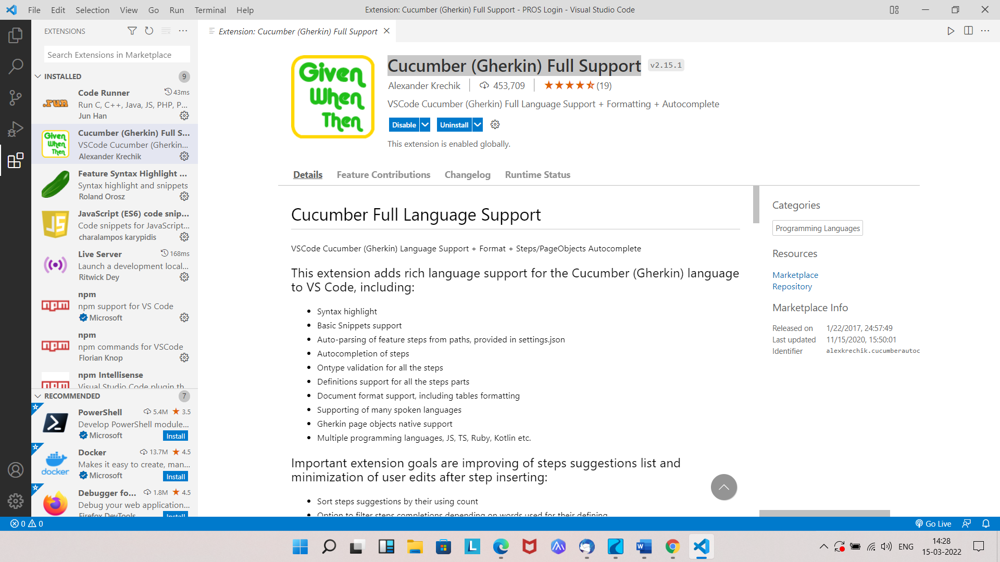 File Edit Selection View Go Run Terminal Help
Extension: Cucumber (Gherkin) Full Support - PROS Login - Visual Studio Code
EXTENSIONS
Search Extensions in Marketplace
INSTALLED 9
Code Runner 43ms
Run C, C++, Java, JS, PHP, P...
Jun Han
Cucumber (Gherkin) Full S...
VSCode Cucumber (Gherkin...
Alexander Krechik
Feature Syntax Highlight ...
Syntax highlight and snippets
Roland Orosz
JavaScript (ES6) code snip...
Code snippets for JavaScript...
charalampos karypidis
Live Server 168ms
Launch a development local...
Ritwick Dey
npm
npm support for VS Code
Microsoft
npm
npm commands for VSCode
Florian Knop
npm Intellisense
Visual Studio Code plugin th
RECOMMENDED 7
PowerShell 5.4M 3.5
Develop PowerShell module...
Microsoft Install
Docker 13.7M 4.5
Makes it easy to create, man...
Microsoft Install
Debugger fo... 1.8M 4.5
Debug your web application...
Firefox DevTools Install
.run
Given
When
Then
JS
npm
npm
docker
Extension: Cucumber (Gherkin) Full Support
Given
When
Then
Cucumber (Gherkin) Full Support v2.15.1
Alexander Krechik 453,709 (19)
VSCode Cucumber (Gherkin) Full Language Support + Formatting + Autocomplete
Disable Uninstall
This extension is enabled globally.
Details Feature Contributions Changelog Runtime Status
Cucumber Full Language Support
VSCode Cucumber (Gherkin) Language Support + Format + Steps/PageObjects Autocomplete
This extension adds rich language support for the Cucumber (Gherkin) language
to VS Code, including:
• Syntax highlight
• Basic Snippets support
• Auto-parsing of feature steps from paths, provided in settings.json
• Autocompletion of steps
• Ontype validation for all the steps
• Definitions support for all the steps parts
• Document format support, including tables formatting
• Supporting of many spoken languages
• Gherkin page objects native support
• Multiple programming languages, JS, TS, Ruby, Kotlin etc.
Important extension goals are improving of steps suggestions list and
minimization of user edits after step inserting:
• Sort steps suggestions by their using count
• Option to filter steps completions depending on words used for their defining
Categories
Programming Languages
Resources
Marketplace
Repository
Marketplace Info
Released on 1/22/2017, 24:57:49
Last updated 11/15/2020, 15:50:01
Identifier alexkrechik.cucumberautoc
0 0
Go Live
ENG
14:28
15-03-2022